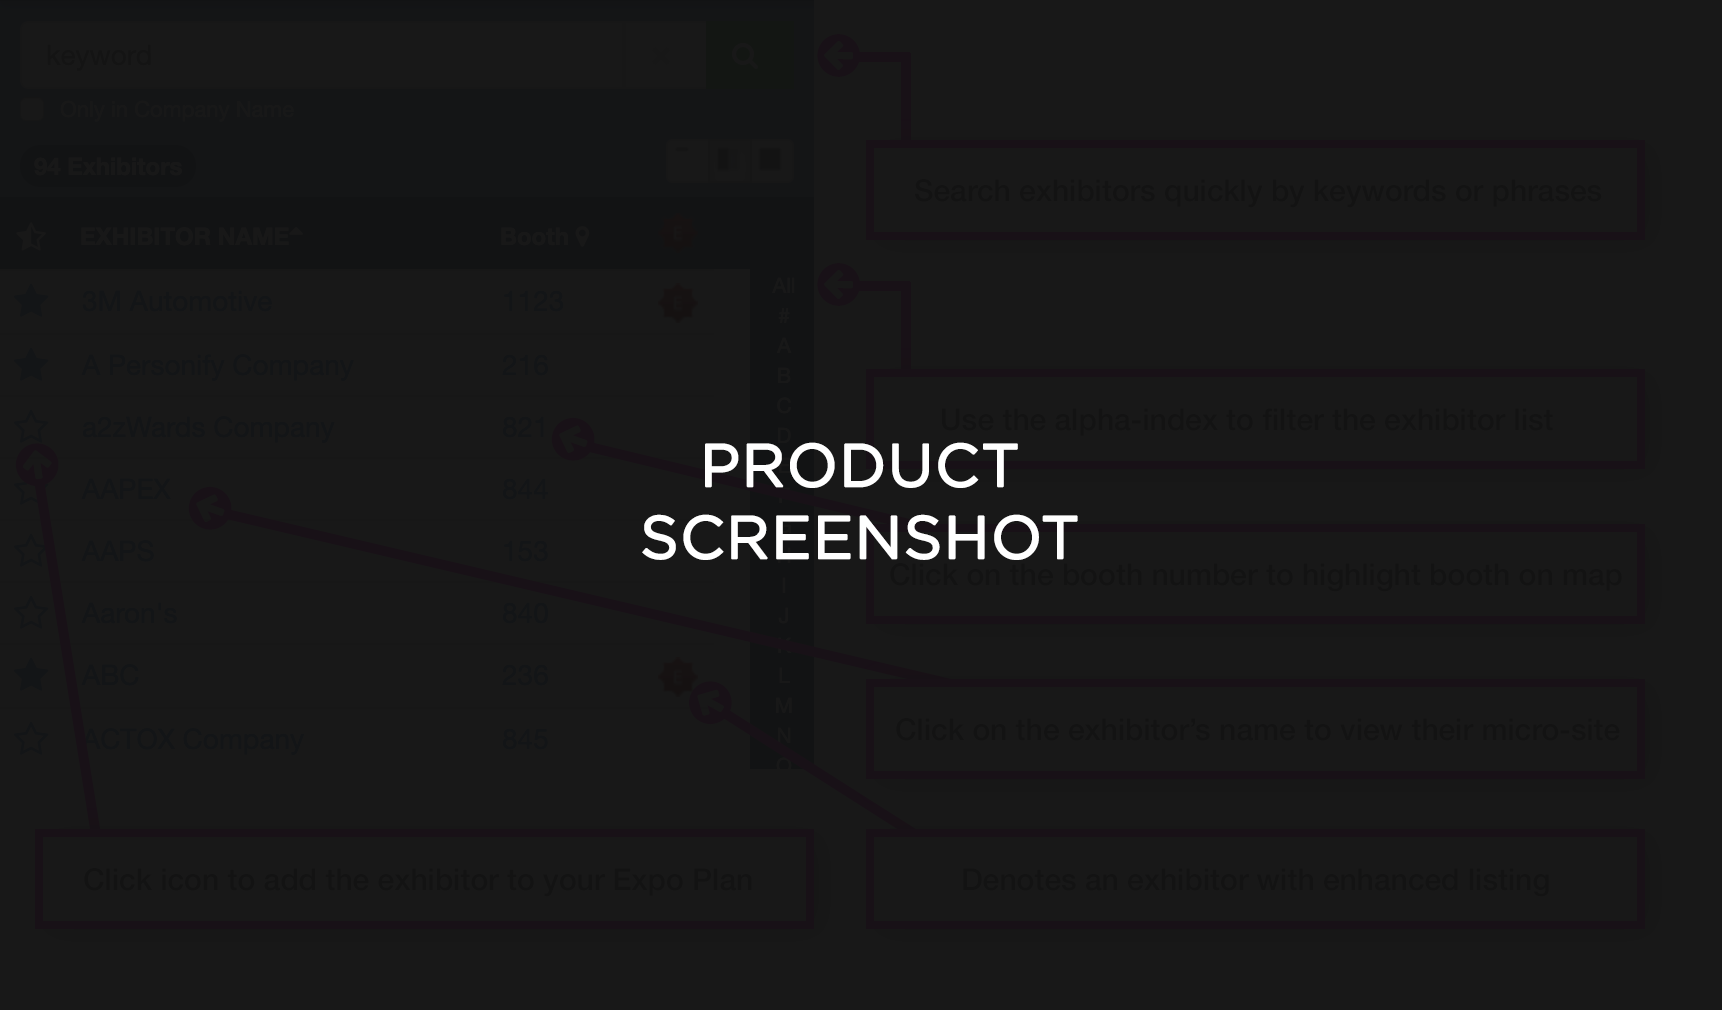 keyword
Only in Company Name
94 Exhibitors
EXHIBITOR NAME Booth E
3M Automotive 1123 E
A Personify Company 216
a2zWards Company 821
AAPEX 844
AAPS 153
Aaron's 840
ABC 236 E
ACTOX Company 845
All
#
A
B
C
D
I
J
L
M
N
O
Search exhibitors quickly by keywords or phrases
Use the alpha-index to filter the exhibitor list
PRODUCT
SCREENSHOT
Click on the booth number to highlight booth on map
Click on the exhibitor's name to view their micro-site
Click icon to add the exhibitor to your Expo Plan
Denotes an exhibitor with enhanced listing